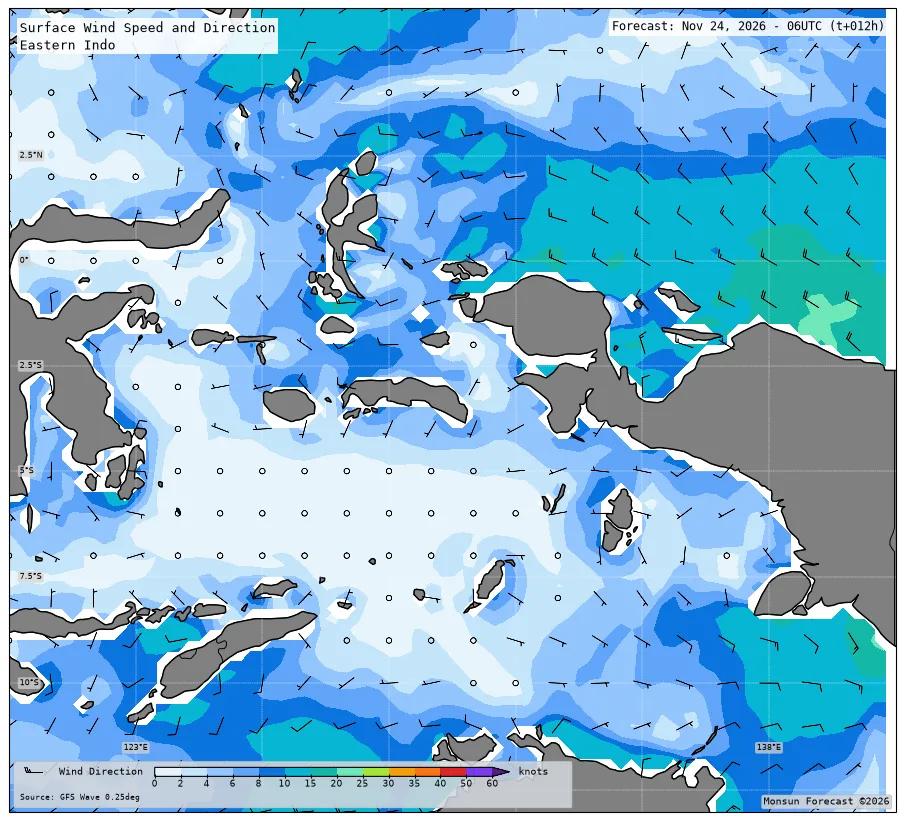 Surface Wind Speed and Direction
Eastern Indo
Forecast: Nov 24, 2026 - 06UTC (t+012h)
2.5°N
0°
2.5°S
5°S
7.5°S
10°S
123°E
138°E
Wind Direction
0 2 4 6 8 10 15 20 30 40 50 60
knots
Source: GFS Wave 0.25deg
Monsun Forecast ©2026